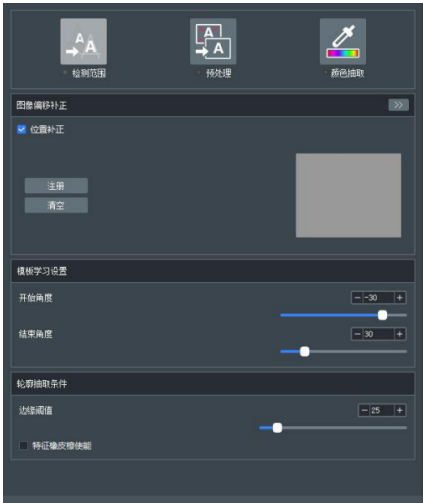 A A
A A
检测范围
预处理
颜色抽取
图象偏移补正
>>
位置补正
注册
清空
模板学习设置
开始角度
− -30 +
结束角度
− 30 +
轮廓抽取条件
边缘阈值
− 25 +
特征橡皮擦使能